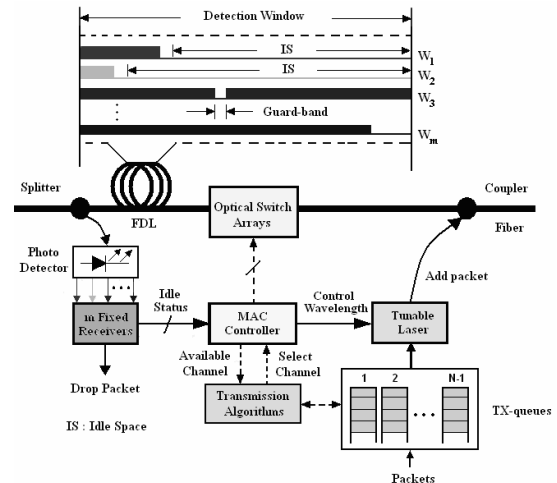 Detection Window
IS
W1
IS
W2
W3
Guard-band
Wm
Splitter
FDL
Optical Switch
Arrays
Coupler
Fiber
Photo
Detector
Add packet
m Fixed
Receivers
Idle
Status
MAC
Controller
Control
Wavelength
Tunable
Laser
Drop Packet
Available
Channel
Select
Channel
Transmission
Algorithms
1 2 ... N-1
TX-queues
IS : Idle Space
Packets